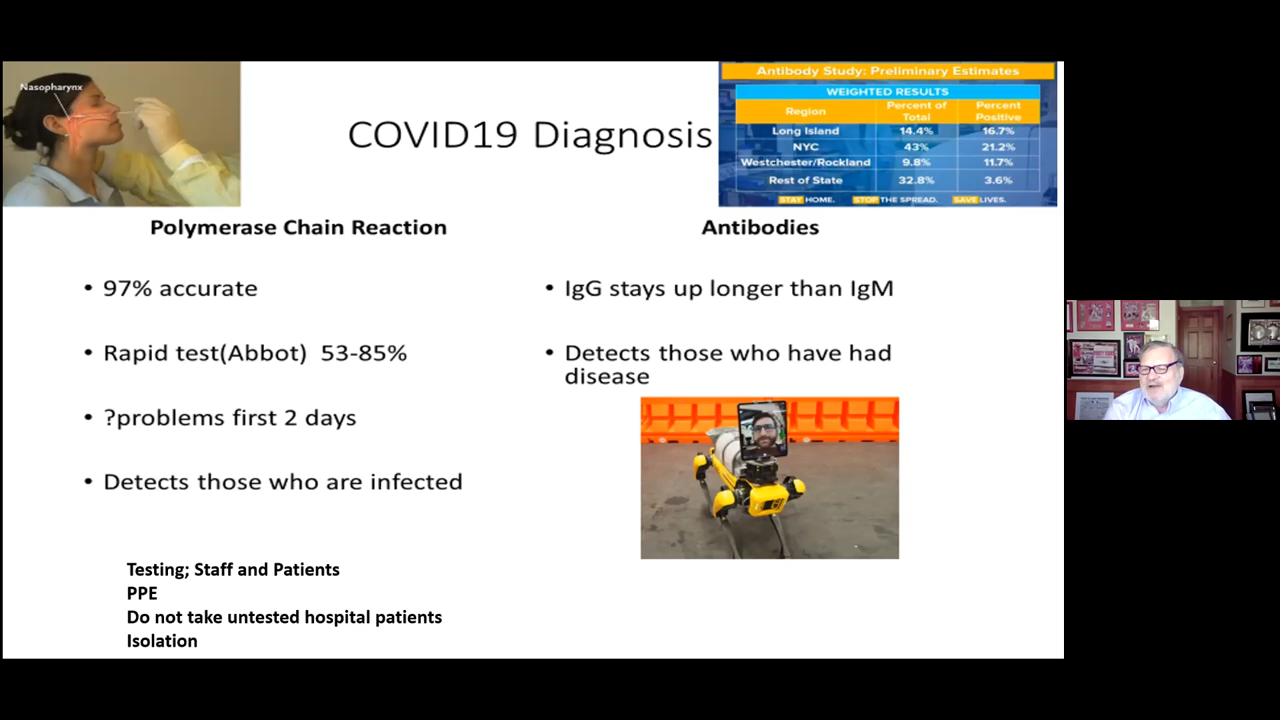 Nasopharynx
COVID19 Diagnosis
Antibody Study: Preliminary Estimates
WEIGHTED RESULTS
Region Percent of Total Percent Positive
Long Island 14.4% 16.7%
NYC 43% 21.2%
Westchester/Rockland 9.8% 11.7%
Rest of State 32.8% 3.6%
STAY HOME. STOP THE SPREAD. SAVE LIVES.
Polymerase Chain Reaction
• 97% accurate
• Rapid test(Abbot) 53-85%
• ?problems first 2 days
• Detects those who are infected
Antibodies
• IgG stays up longer than IgM
• Detects those who have had
disease
Testing; Staff and Patients
PPE
Do not take untested hospital patients
Isolation